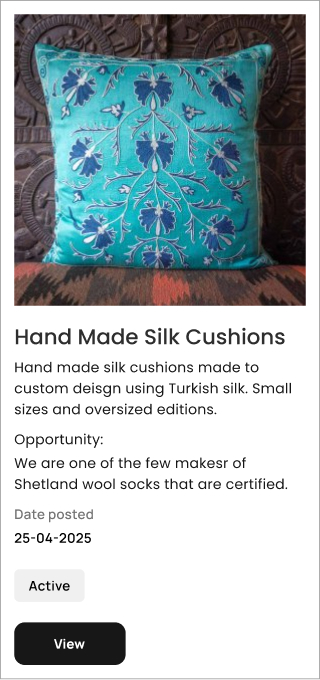 Hand Made Silk Cushions
Hand made silk cushions made to
custom deisgn using Turkish silk. Small
sizes and oversized editions.
Opportunity:
We are one of the few makesr of
Shetland wool socks that are certified.
Date posted
25-04-2025
Active
View